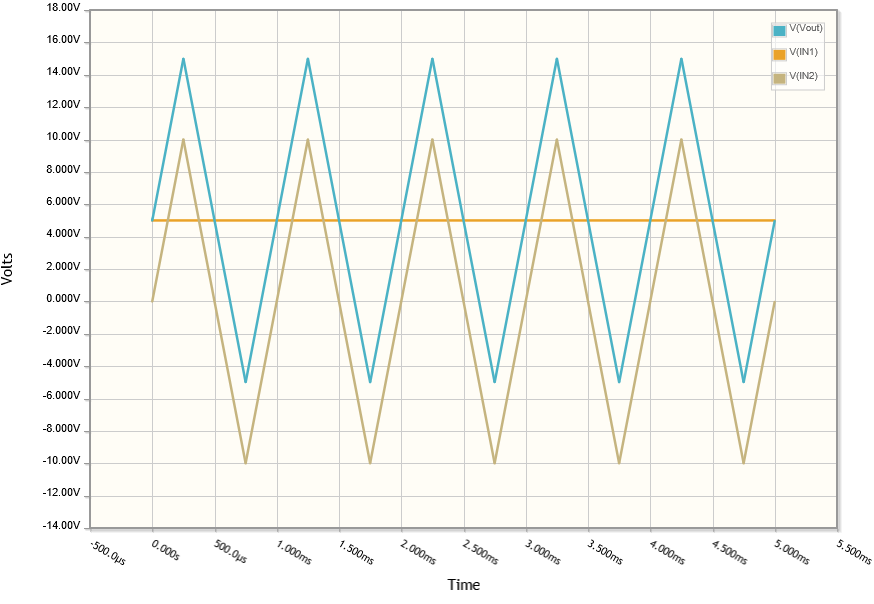 18.00V
16.00V
14.00V
12.00V
10.00V
8.000V
6.000V
4.000V
2.000V
0.000V
-2.000V
-4.000V
-6.000V
-8.000V
-10.00V
-12.00V
-14.00V
Volts
V(Vout)
V(IN1)
V(IN2)
-500.0µs
0.000s
500.0µs
1.000ms
1.500ms
2.000ms
2.500ms
3.000ms
3.500ms
4.000ms
4.500ms
5.000ms
5.500ms
Time